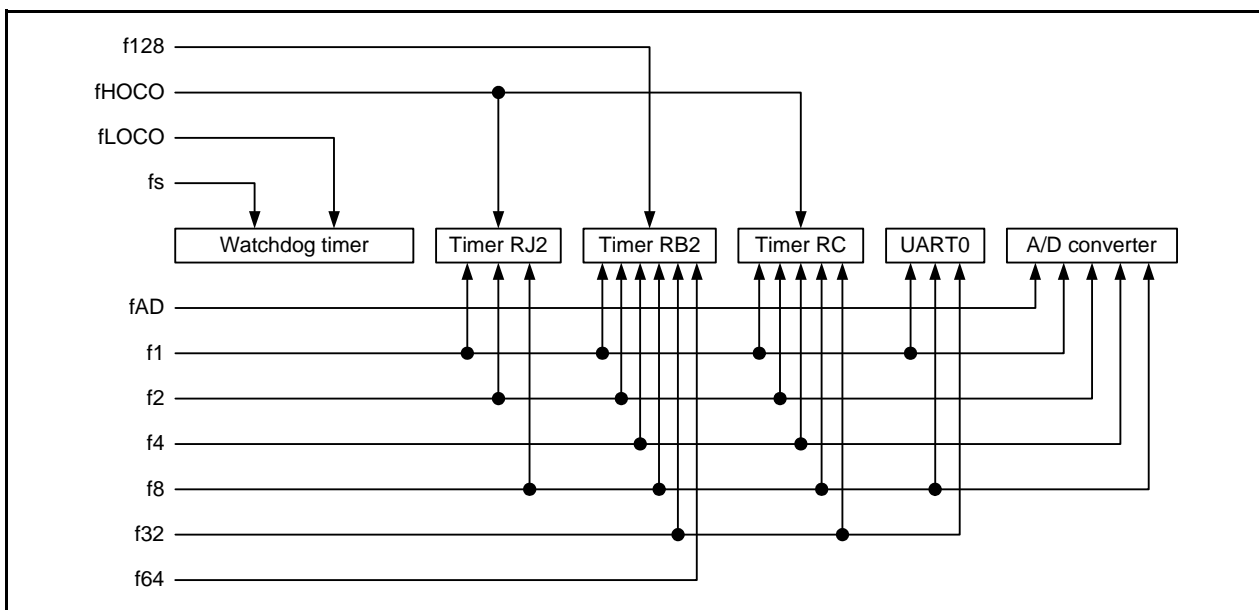 f128
fHOCO
fLOCO
fs
Watchdog timer
Timer RJ2
Timer RB2
Timer RC
UART0
A/D converter
fAD
f1
f2
f4
f8
f32
f64